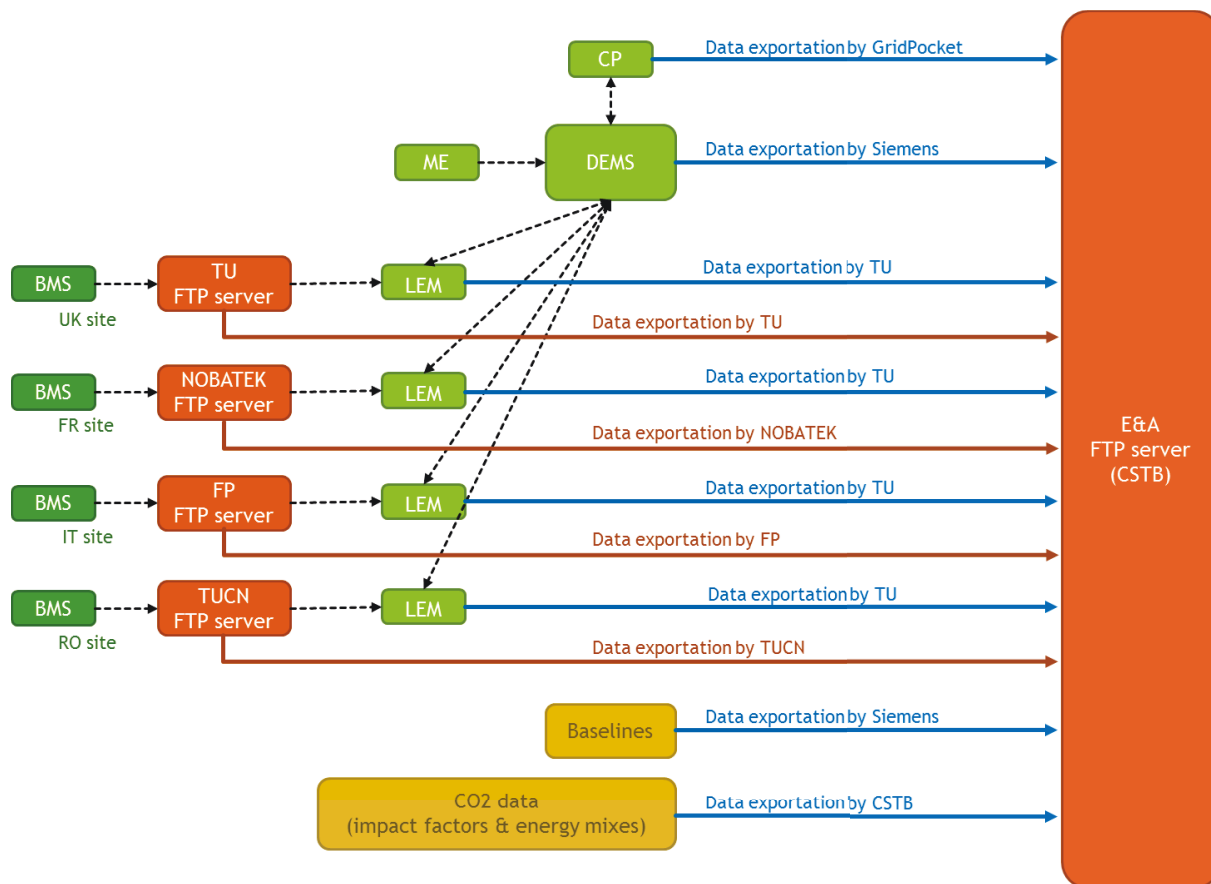 CP
Data exportation by GridPocket
ME
DEMS
Data exportation by Siemens
BMS
UK site
TU
FTP server
LEM
Data exportation by TU
Data exportation by TU
BMS
FR site
NOBATEK
FTP server
LEM
Data exportation by TU
Data exportation by NOBATEK
BMS
IT site
FP
FTP server
LEM
Data exportation by TU
Data exportation by FP
BMS
RO site
TUCN
FTP server
LEM
Data exportation by TU
Data exportation by TUCN
Baselines
Data exportation by Siemens
CO2 data
(impact factors & energy mixes)
Data exportation by CSTB
E&A
FTP server
(CSTB)